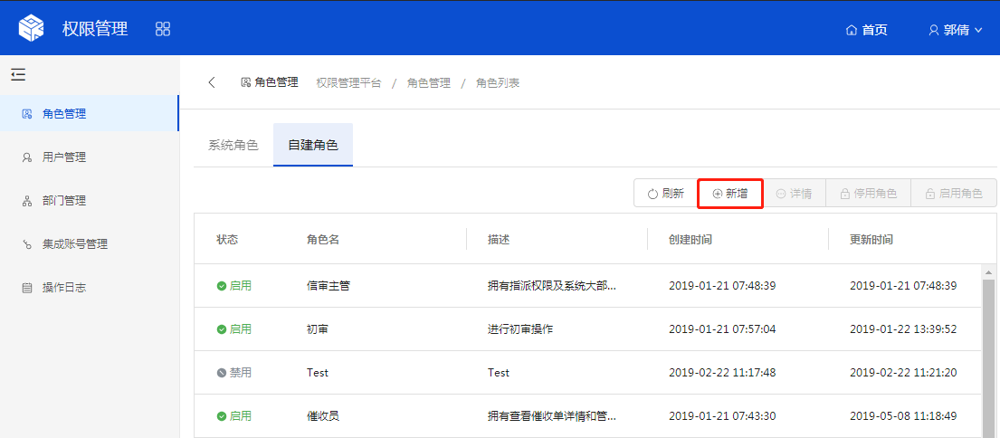 权限管理
首页
郭倩
角色管理
用户管理
部门管理
集成账号管理
操作日志
角色管理 权限管理平台 / 角色管理 / 角色列表
系统角色 自建角色
刷新 新增 详情 停用角色 启用角色
状态 角色名 描述 创建时间 更新时间
启用 信审主管 拥有指派权限及系统大部... 2019-01-21 07:48:39 2019-01-21 07:48:39
启用 初审 进行初审操作 2019-01-21 07:57:04 2019-01-22 13:39:52
禁用 Test Test 2019-02-22 11:17:48 2019-02-22 11:21:20
启用 催收员 拥有查看催收单详情和管... 2019-01-21 07:43:30 2019-05-08 11:18:49